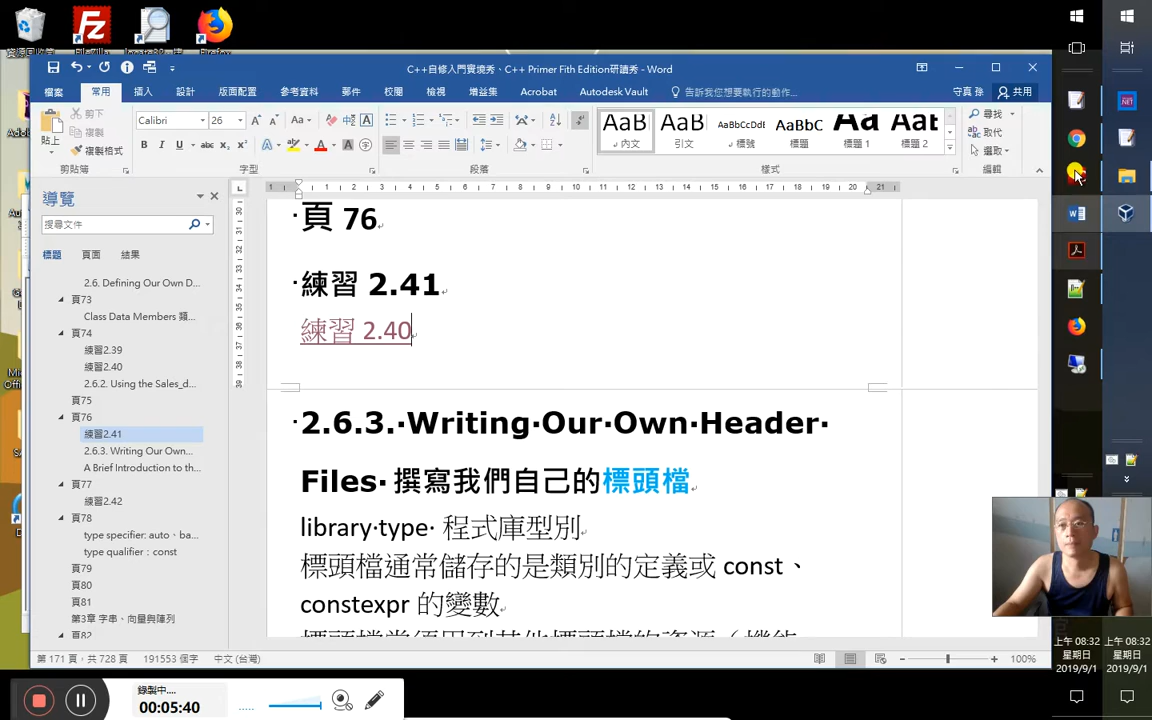 C++自修入門實境秀、C++ Primer Fith Edition研讀秀 - Word
檔案 常用 插入 設計 版面配置 郵件 校閱 檢視 增益集 Acrobat Autodesk Vault 告訴我您想要執行的動作... 守真 孫 共用
貼上
剪下
複製
複製格式
Calibri 26
AaB AaB AaBbCcDdE AaBbC Aa AaB
內文 引文 標號 副標題 標題 1 標題 2
尋找
取代
選取
剪貼簿 字型 段落 樣式 編輯
導覽
搜尋文件
標題 頁面 結果
2.6. Defining Our Own D...
頁73
Class Data Members 類...
頁74
練習2.39
練習2.40
2.6.2. Using the Sales_d...
頁75
頁76
練習2.41
2.6.3. Writing Our Own...
A Brief Introduction to th...
頁77
練習2.42
頁78
type specifier: auto、ba...
type qualifier：const
頁79
頁80
頁81
第3章 字串、向量與陣列
頁82
頁 76
練習 2.41
練習 2.40
2.6.3.·Writing·Our·Own·Header·
Files· 撰寫我們自己的標頭檔
library·type· 程式庫型別
標頭檔通常儲存的是類別的定義或 const、
constexpr 的變數
第 171 頁，共 728 頁 191553 個字 中文 (台灣) 100%
錄製中....
00:05:40
上午 08:32
星期日
2019/9/1
上午 08:32
星期日
2019/9/1